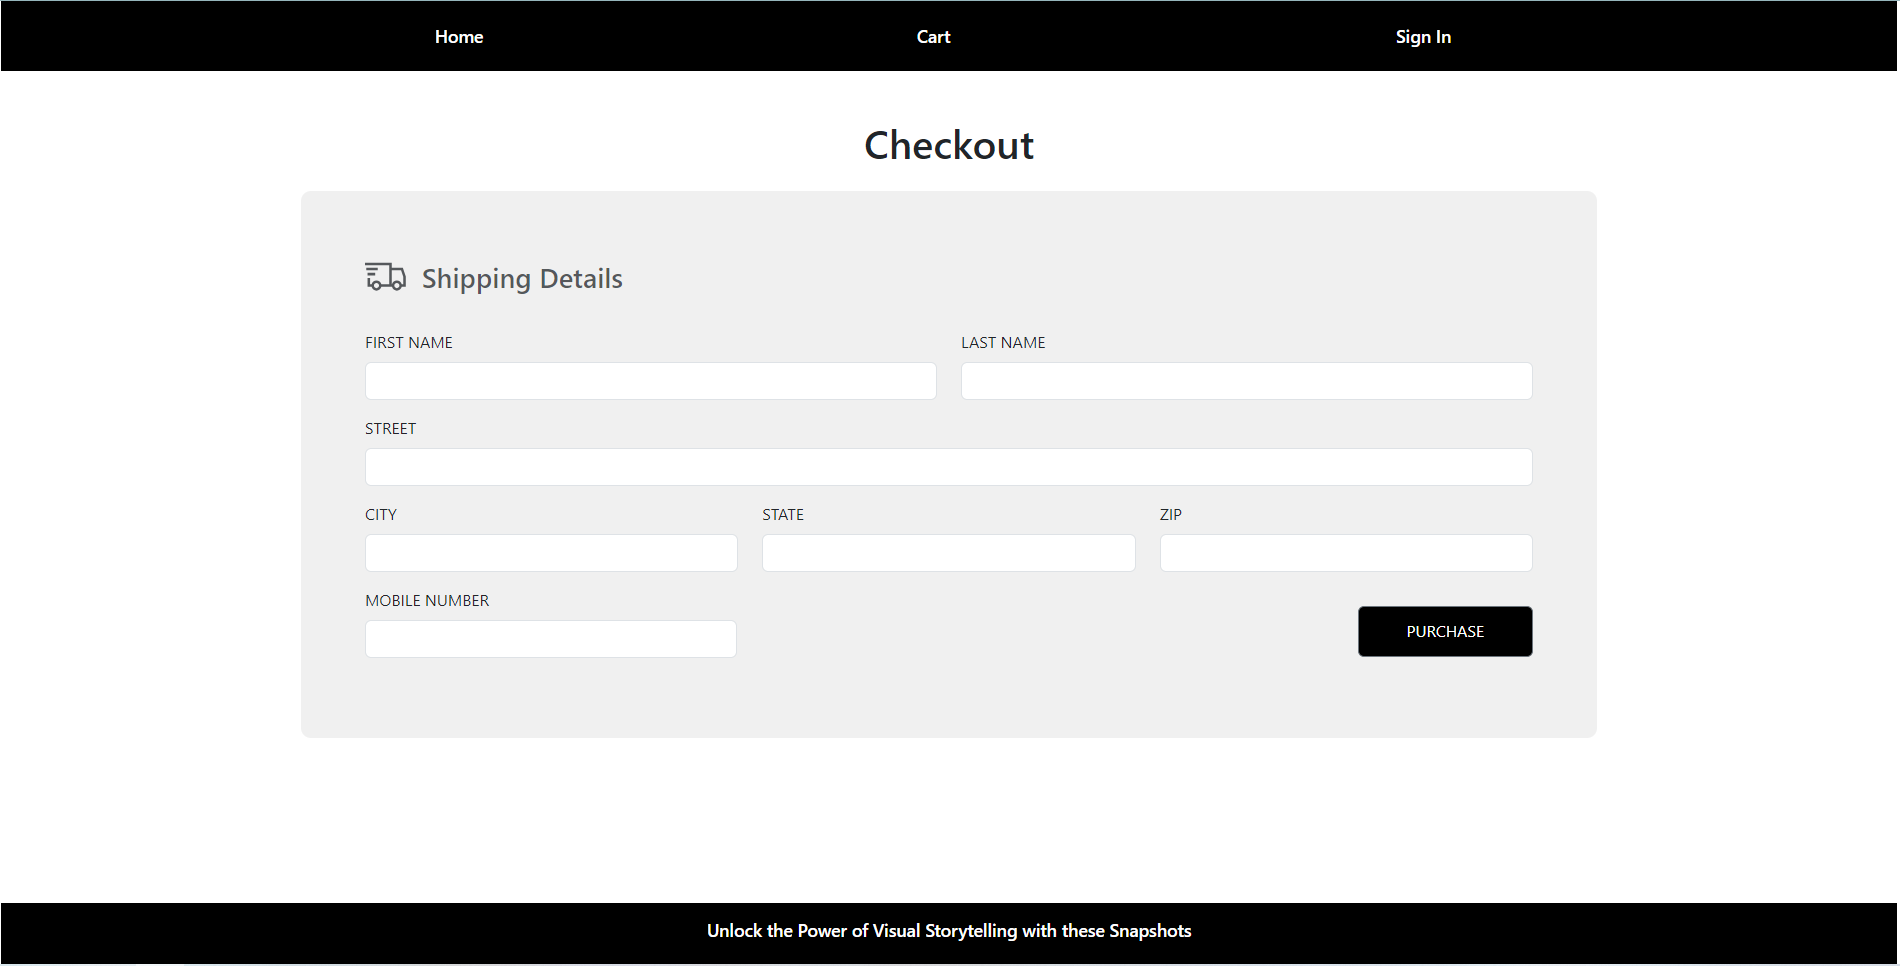 Home Cart Sign In
Checkout
Shipping Details
FIRST NAME LAST NAME
STREET
CITY STATE ZIP
MOBILE NUMBER
PURCHASE
Unlock the Power of Visual Storytelling with these Snapshots